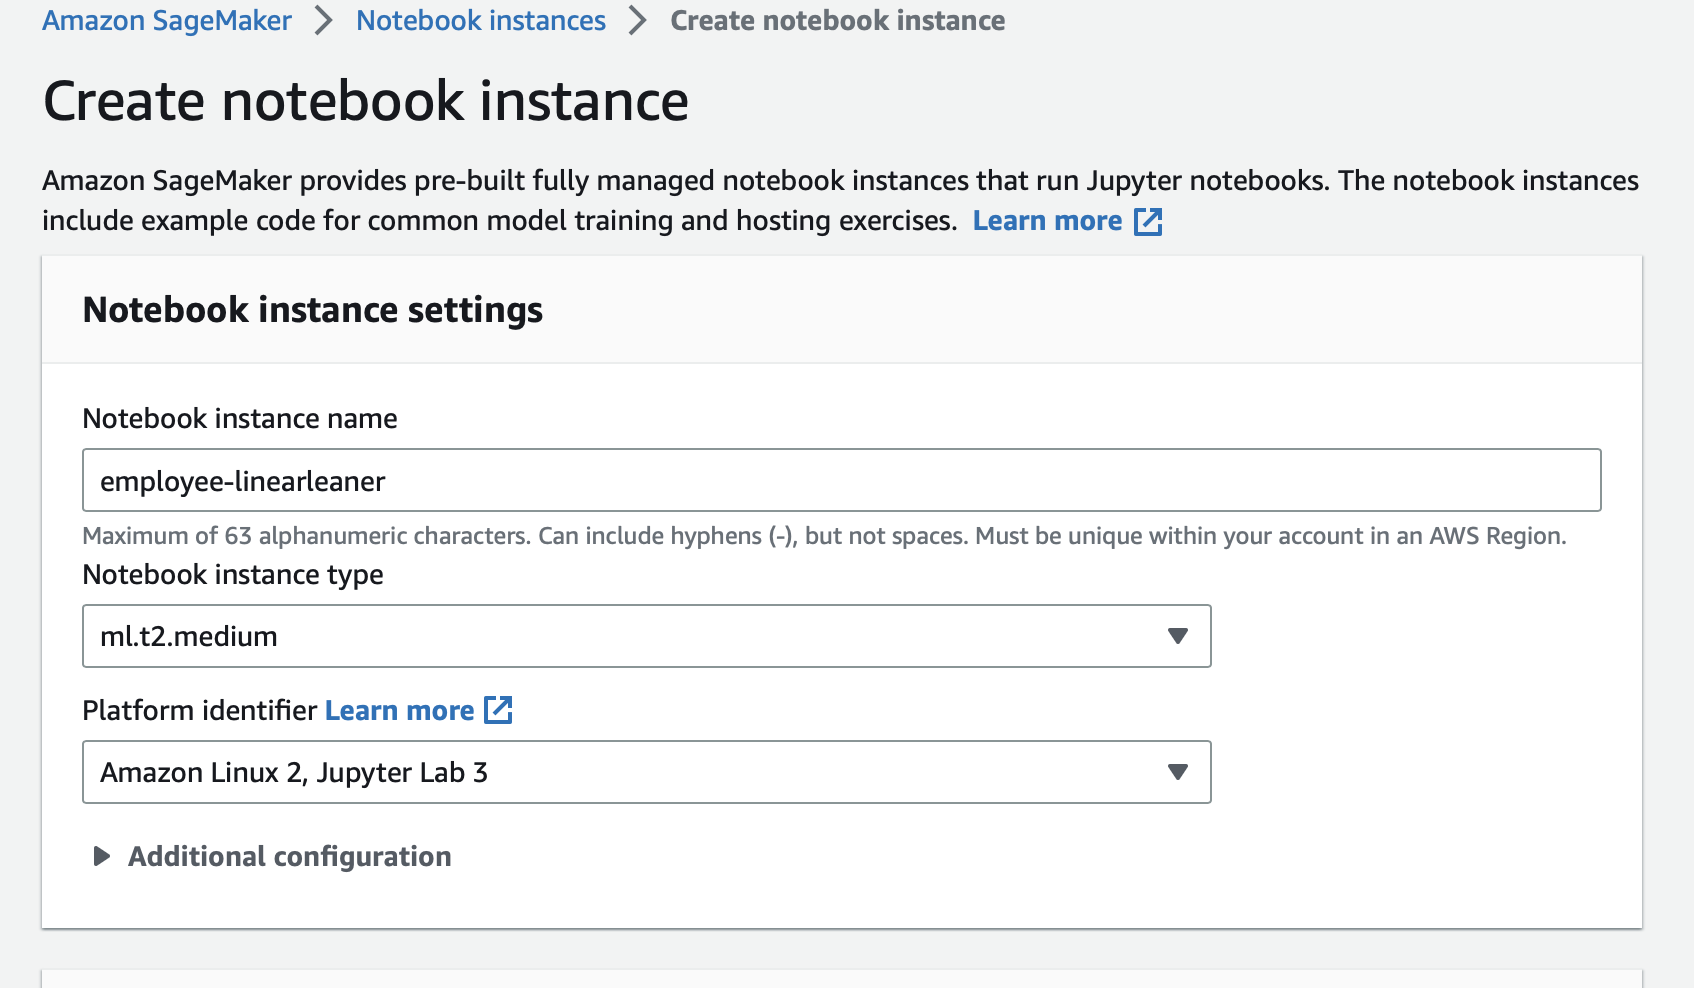 Amazon SageMaker > Notebook instances > Create notebook instance
Create notebook instance
Amazon SageMaker provides pre-built fully managed notebook instances that run Jupyter notebooks. The notebook instances
include example code for common model training and hosting exercises. Learn more
Notebook instance settings
Notebook instance name
employee-linearleaner
Maximum of 63 alphanumeric characters. Can include hyphens (-), but not spaces. Must be unique within your account in an AWS Region.
Notebook instance type
ml.t2.medium
Platform identifier Learn more
Amazon Linux 2, Jupyter Lab 3
Additional configuration